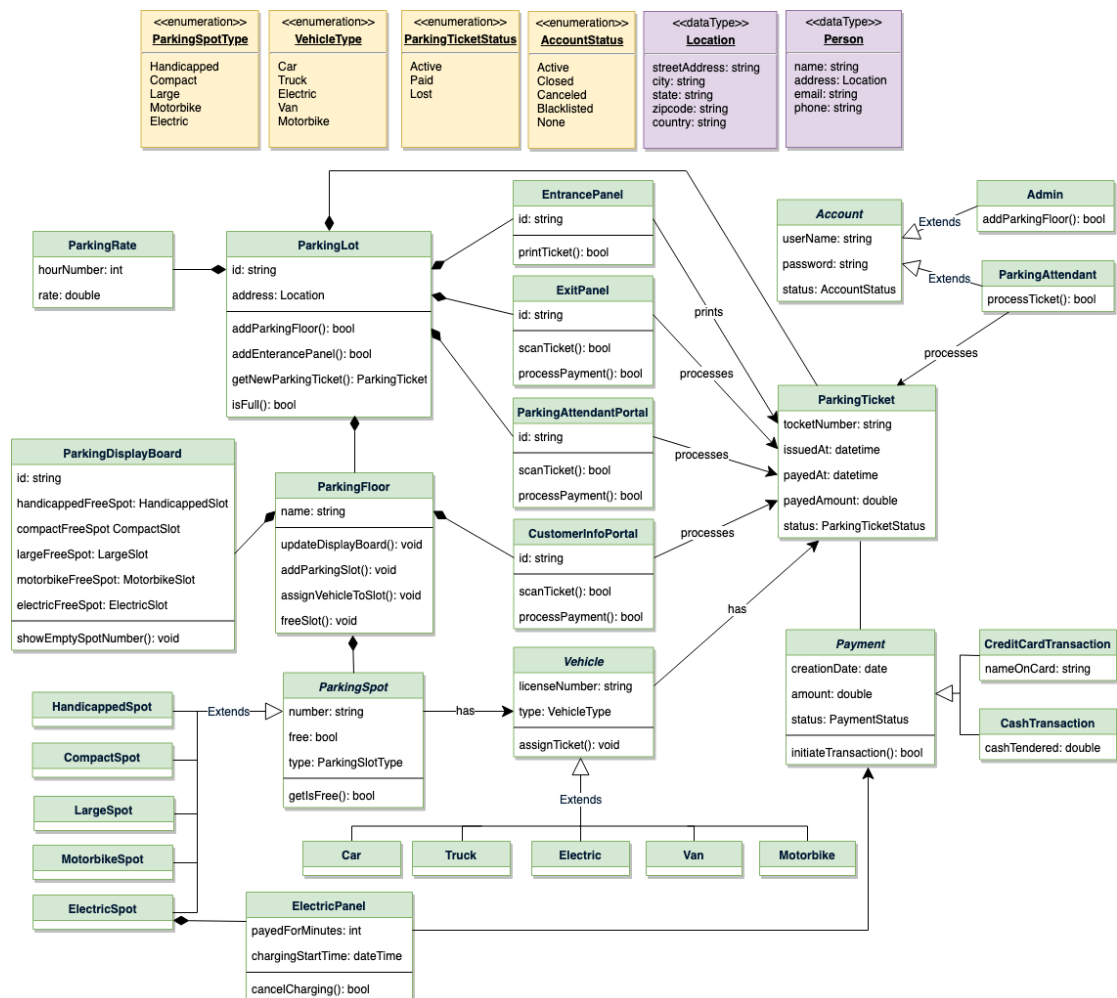 <<enumeration>>
ParkingSpotType
Handicapped
Compact
Large
Motorbike
Electric
<<enumeration>>
VehicleType
Car
Truck
Electric
Van
Motorbike
<<enumeration>>
ParkingTicketStatus
Active
Paid
Lost
<<enumeration>>
AccountStatus
Active
Closed
Canceled
Blacklisted
None
<<dataType>>
Location
streetAddress: string
city: string
state: string
zipcode: string
country: string
<<dataType>>
Person
name: string
address: Location
email: string
phone: string
ParkingRate
hourNumber: int
rate: double
ParkingLot
id: string
address: Location
addParkingFloor(): bool
addEnterancePanel(): bool
getNewParkingTicket(): ParkingTicket
isFull(): bool
EntrancePanel
id: string
printTicket(): bool
ExitPanel
id: string
scanTicket(): bool
processPayment(): bool
ParkingAttendantPortal
id: string
scanTicket(): bool
processPayment(): bool
CustomerInfoPortal
id: string
scanTicket(): bool
processPayment(): bool
prints
processes
processes
processes
has
Account
userName: string
password: string
status: AccountStatus
Extends
Extends
Admin
addParkingFloor(): bool
ParkingAttendant
processTicket(): bool
processes
ParkingTicket
tocketNumber: string
issuedAt: datetime
payedAt: datetime
payedAmount: double
status: ParkingTicketStatus
ParkingDisplayBoard
id: string
handicappedFreeSpot: HandicappedSlot
compactFreeSpot CompactSlot
largeFreeSpot: LargeSlot
motorbikeFreeSpot: MotorbikeSlot
electricFreeSpot: ElectricSlot
showEmptySpotNumber(): void
ParkingFloor
name: string
updateDisplayBoard(): void
addParkingSlot(): void
assignVehicleToSlot(): void
freeSlot(): void
ParkingSpot
number: string
free: bool
type: ParkingSlotType
getIsFree(): bool
has
Vehicle
licenseNumber: string
type: VehicleType
assignTicket(): void
Extends
Car
Truck
Electric
Van
Motorbike
Payment
creationDate: date
amount: double
status: PaymentStatus
initiateTransaction(): bool
CreditCardTransaction
nameOnCard: string
CashTransaction
cashTendered: double
HandicappedSpot
Extends
CompactSpot
LargeSpot
MotorbikeSpot
ElectricSpot
ElectricPanel
payedForMinutes: int
chargingStartTime: dateTime
cancelCharging(): bool